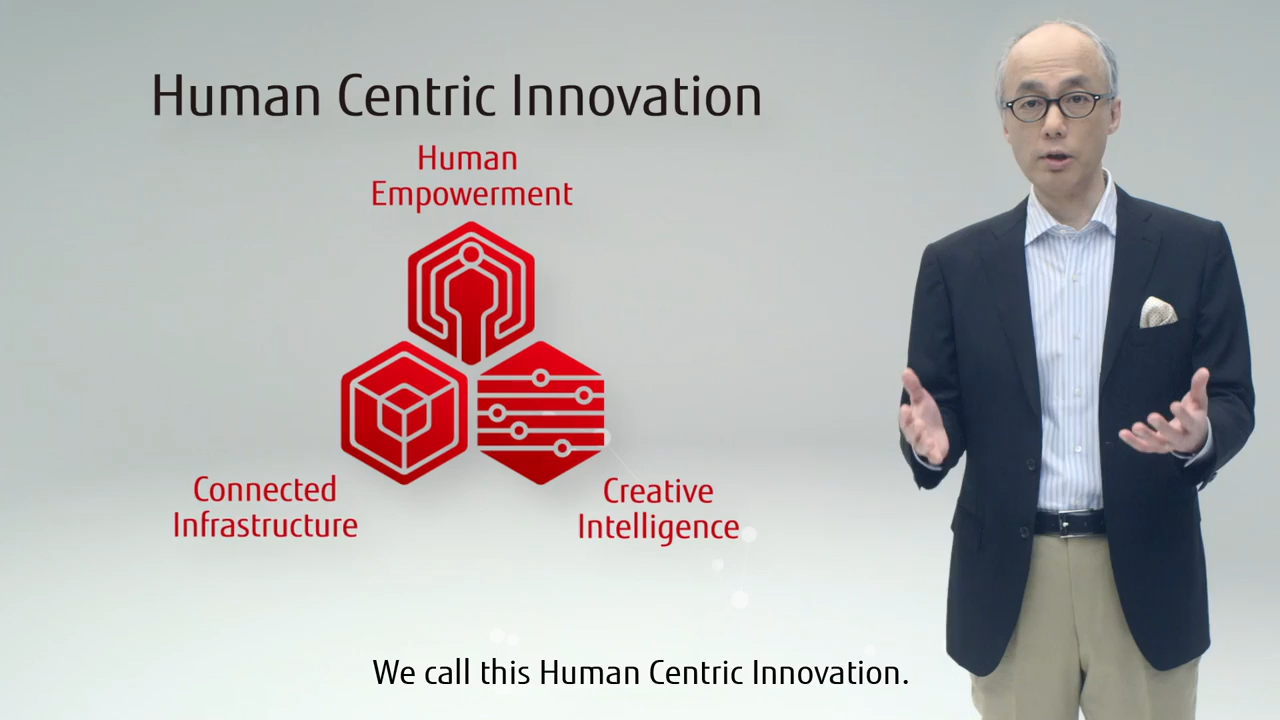 Human Centric Innovation
Human
Empowerment
Connected
Infrastructure
Creative
Intelligence
We call this Human Centric Innovation.